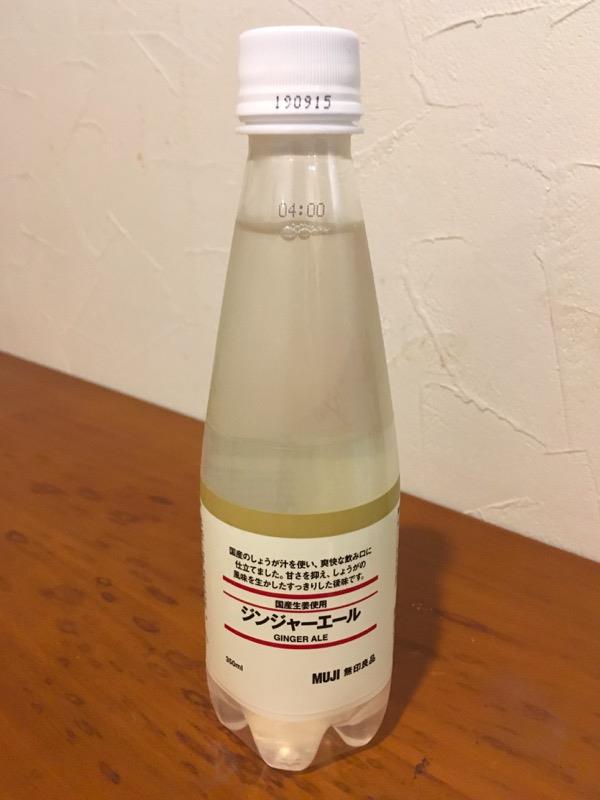 190915
04:00
国産のしょうが汁を使い、爽快な飲み口に
仕立てました。甘さを抑え、しょうがの
風味を生かしたすっきりした後味です。
国産生姜使用
ジンジャーエール
GINGER ALE
350ml
MUJI 無印良品